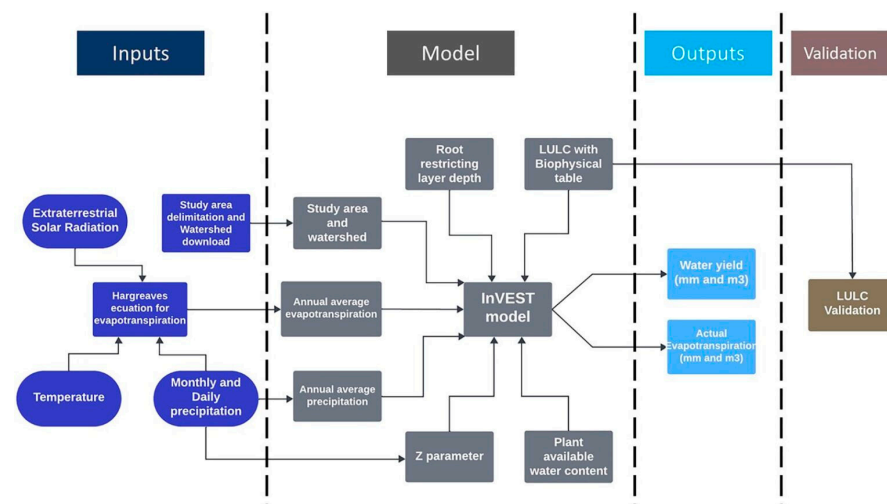 Inputs
Model
Outputs
Validation
Root
restricting
layer depth
LULC with
Biophysical
table
Extraterrestrial
Solar Radiation
Study area
delimitation and
Watershed
download
Study area
and
watershed
Water yield
(mm and m3)
Hargreaves
ecuation for
evapotranspiration
Annual average
evapotranspiration
InVEST
model
LULC
Validation
Actual
Evapotranspiration
(mm and m3)
Temperature
Monthly and
Daily
precipitation
Annual average
precipitation
Z parameter
Plant
available
water content